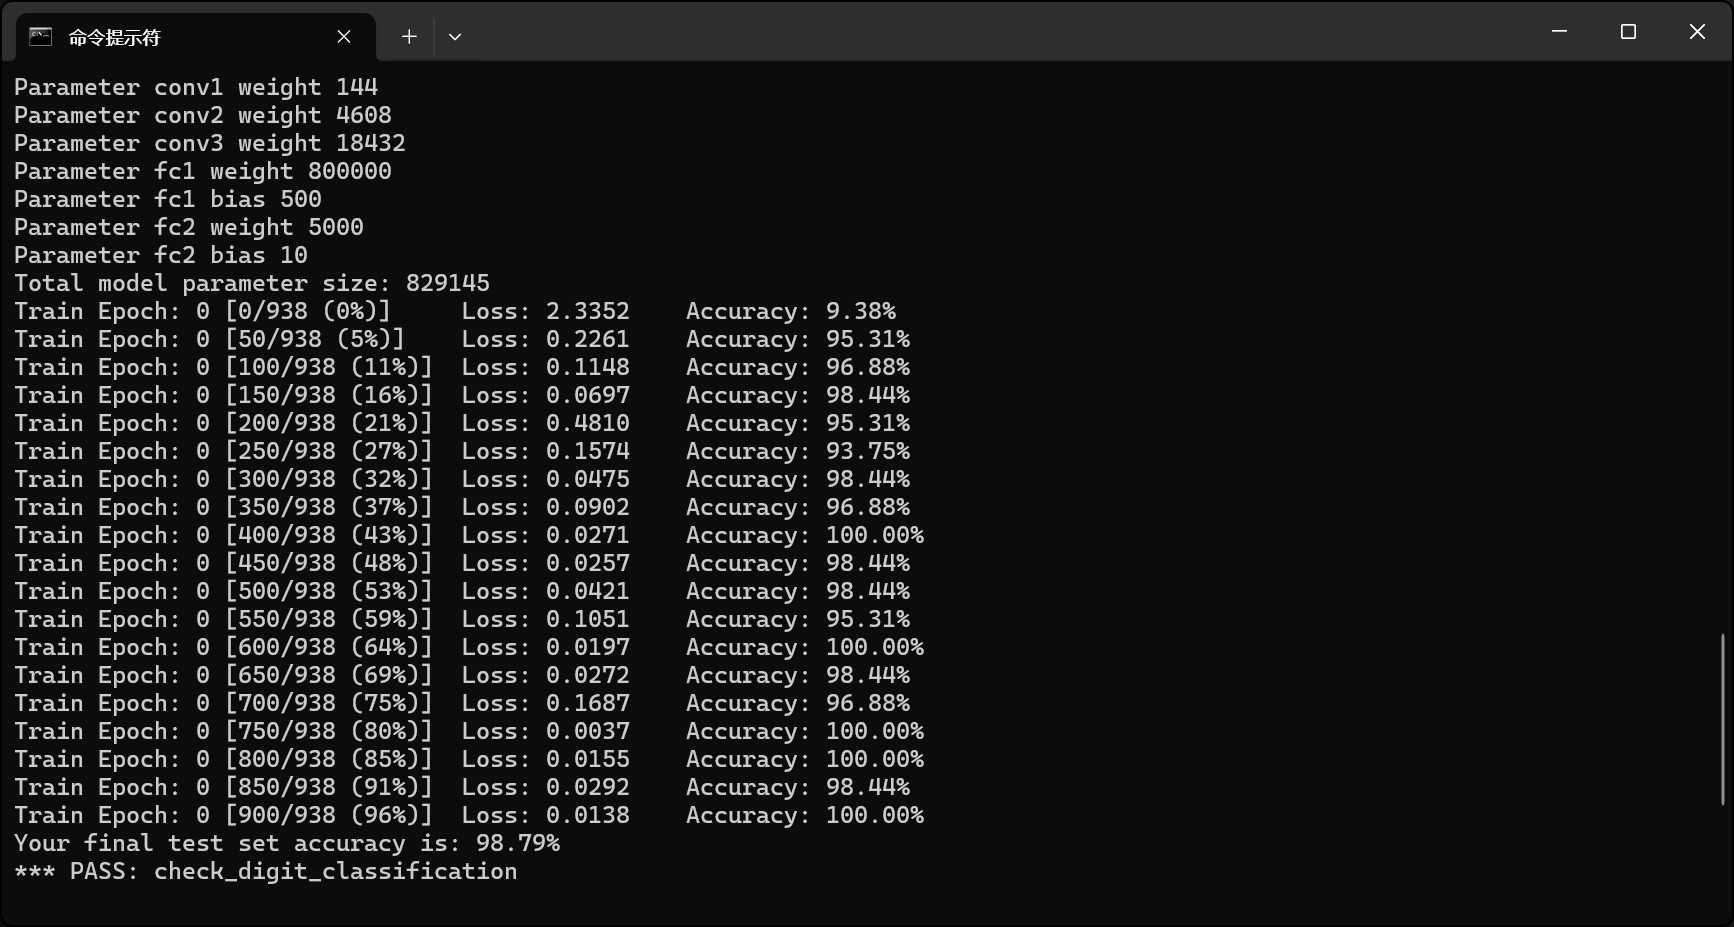 命令提示符
Parameter conv1 weight 144
Parameter conv2 weight 4608
Parameter conv3 weight 18432
Parameter fc1 weight 800000
Parameter fc1 bias 500
Parameter fc2 weight 5000
Parameter fc2 bias 10
Total model parameter size: 829145
Train Epoch: 0 [0/938 (0%)]     Loss: 2.3352    Accuracy: 9.38%
Train Epoch: 0 [50/938 (5%)]    Loss: 0.2261    Accuracy: 95.31%
Train Epoch: 0 [100/938 (11%)]  Loss: 0.1148    Accuracy: 96.88%
Train Epoch: 0 [150/938 (16%)]  Loss: 0.0697    Accuracy: 98.44%
Train Epoch: 0 [200/938 (21%)]  Loss: 0.4810    Accuracy: 95.31%
Train Epoch: 0 [250/938 (27%)]  Loss: 0.1574    Accuracy: 93.75%
Train Epoch: 0 [300/938 (32%)]  Loss: 0.0475    Accuracy: 98.44%
Train Epoch: 0 [350/938 (37%)]  Loss: 0.0902    Accuracy: 96.88%
Train Epoch: 0 [400/938 (43%)]  Loss: 0.0271    Accuracy: 100.00%
Train Epoch: 0 [450/938 (48%)]  Loss: 0.0257    Accuracy: 98.44%
Train Epoch: 0 [500/938 (53%)]  Loss: 0.0421    Accuracy: 98.44%
Train Epoch: 0 [550/938 (59%)]  Loss: 0.1051    Accuracy: 95.31%
Train Epoch: 0 [600/938 (64%)]  Loss: 0.0197    Accuracy: 100.00%
Train Epoch: 0 [650/938 (69%)]  Loss: 0.0272    Accuracy: 98.44%
Train Epoch: 0 [700/938 (75%)]  Loss: 0.1687    Accuracy: 96.88%
Train Epoch: 0 [750/938 (80%)]  Loss: 0.0037    Accuracy: 100.00%
Train Epoch: 0 [800/938 (85%)]  Loss: 0.0155    Accuracy: 100.00%
Train Epoch: 0 [850/938 (91%)]  Loss: 0.0292    Accuracy: 98.44%
Train Epoch: 0 [900/938 (96%)]  Loss: 0.0138    Accuracy: 100.00%
Your final test set accuracy is: 98.79%
*** PASS: check_digit_classification